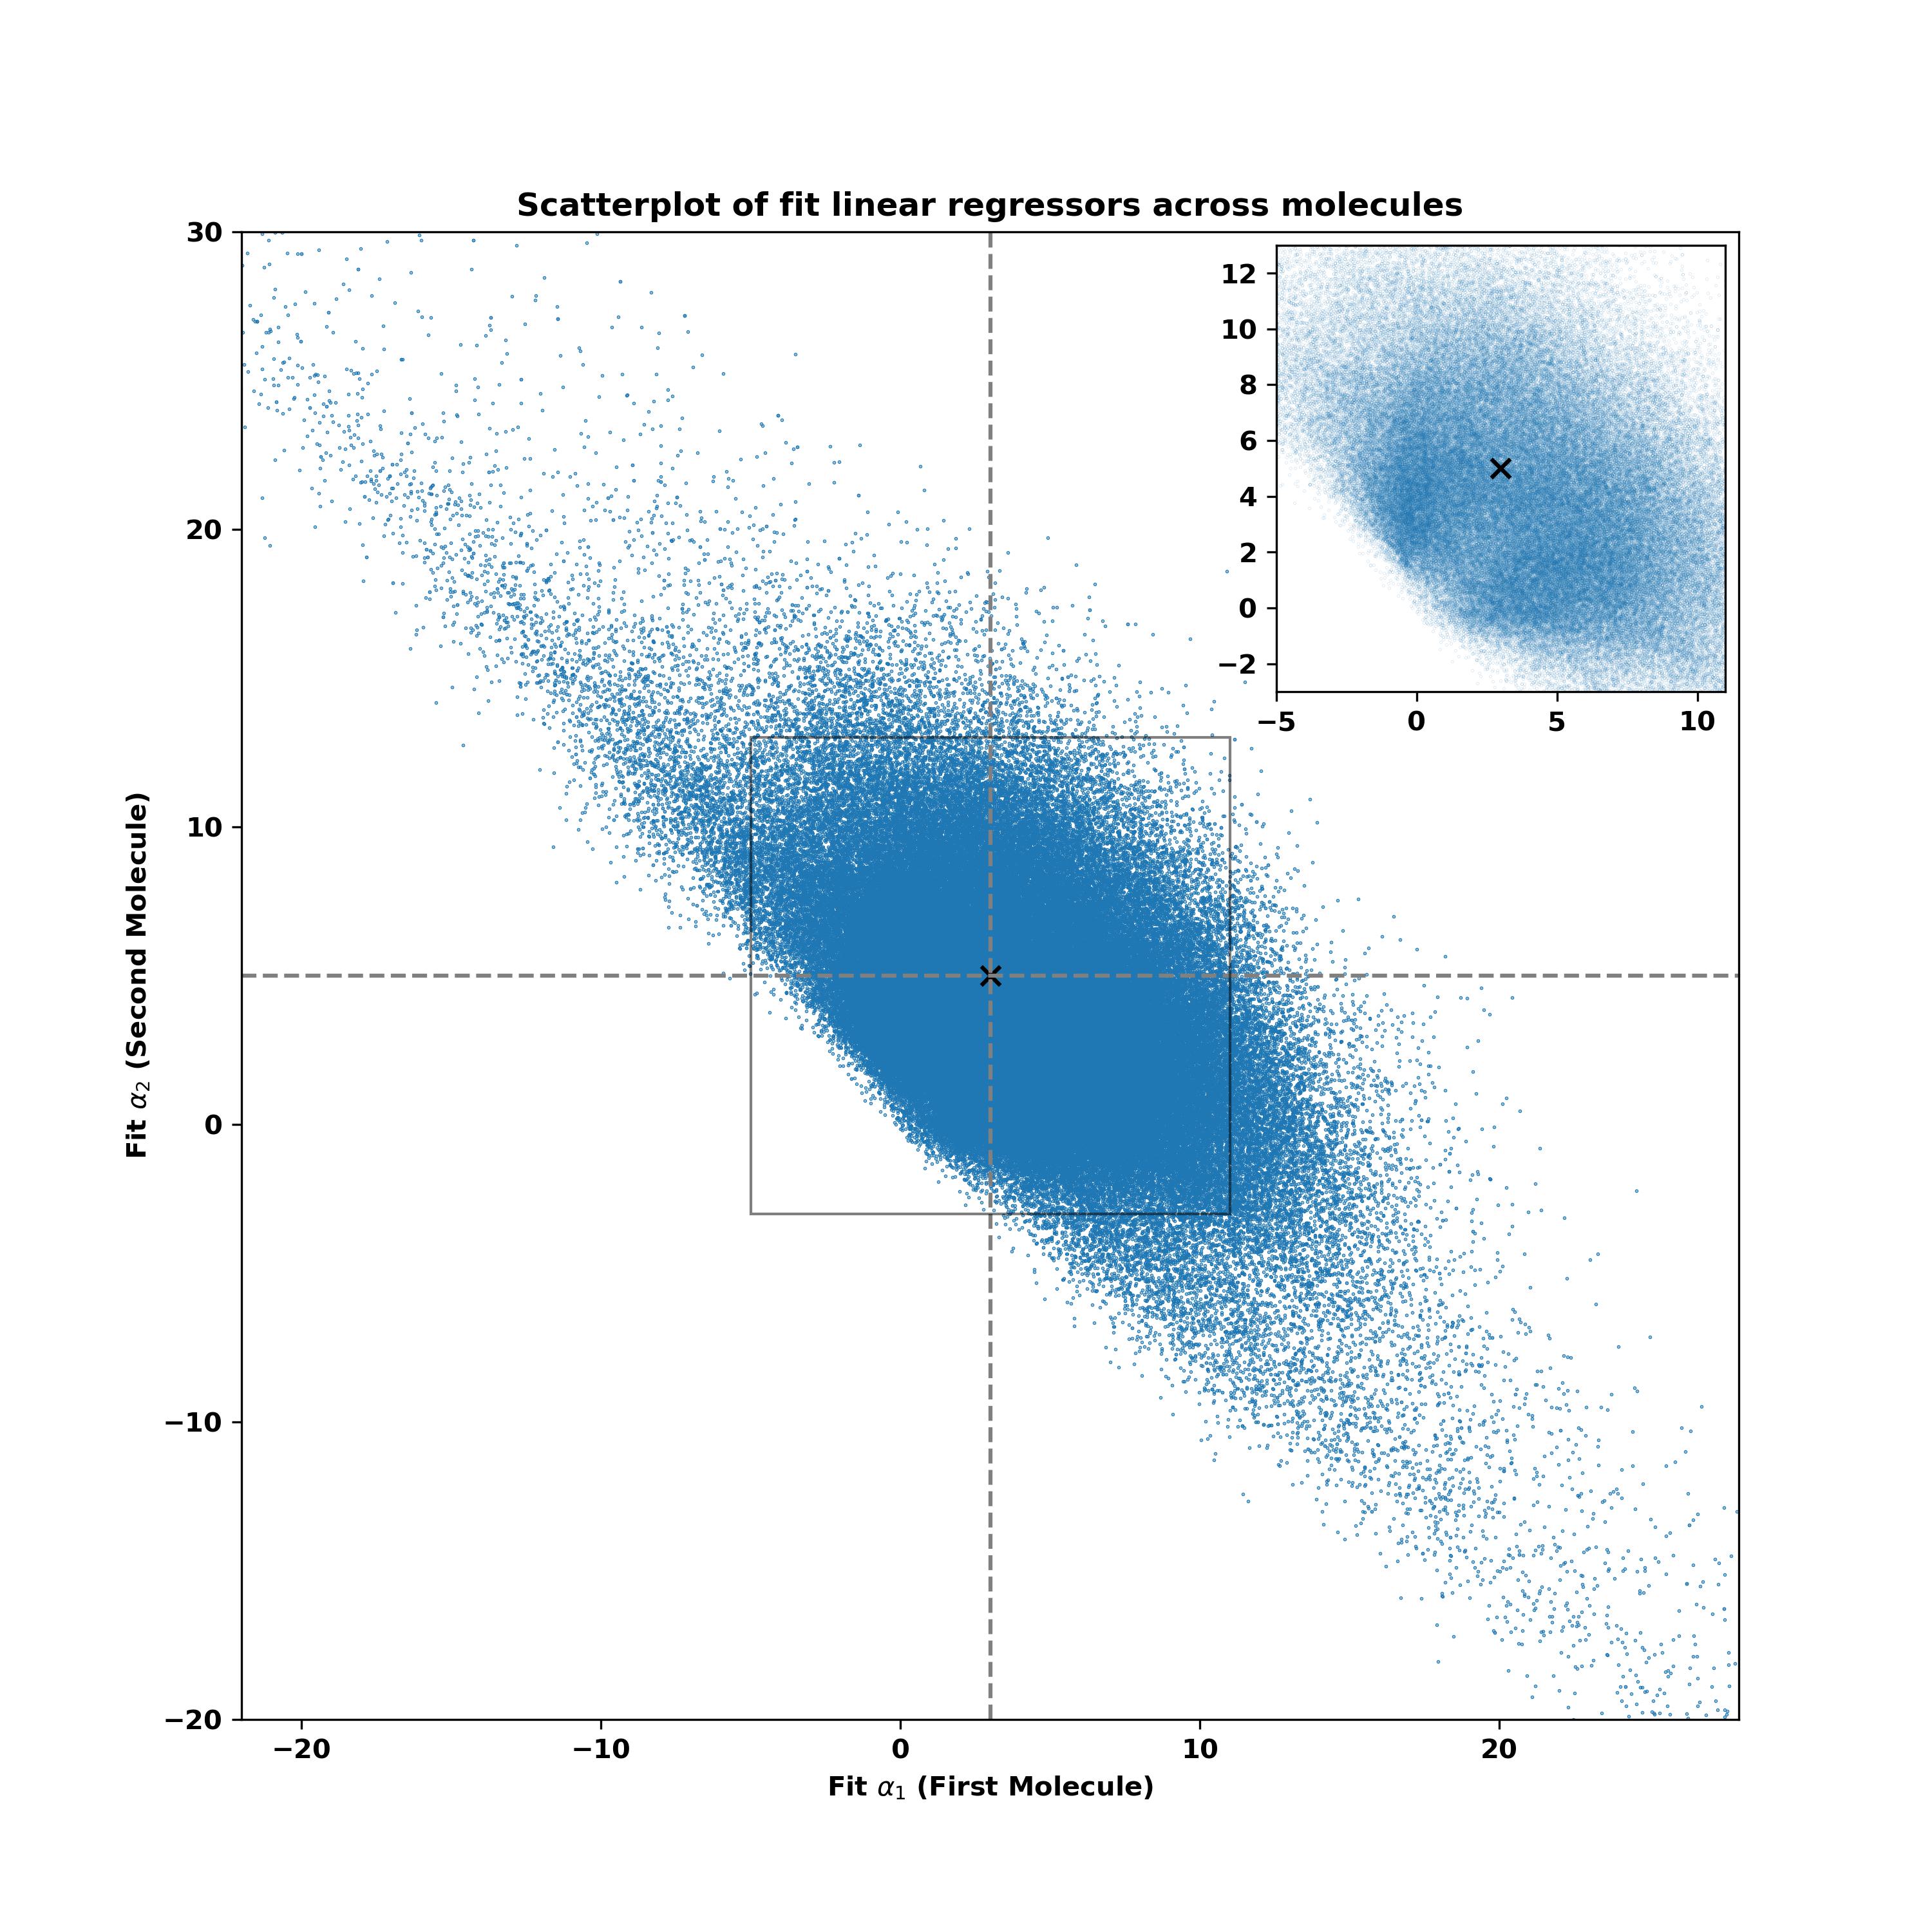 Scatterplot of fit linear regressors across molecules
30
20
10
0
−10
−20
Fit α₂ (Second Molecule)
12
10
8
6
4
2
0
−2
−5 0 5 10
−20 −10 0 10 20
Fit α₁ (First Molecule)